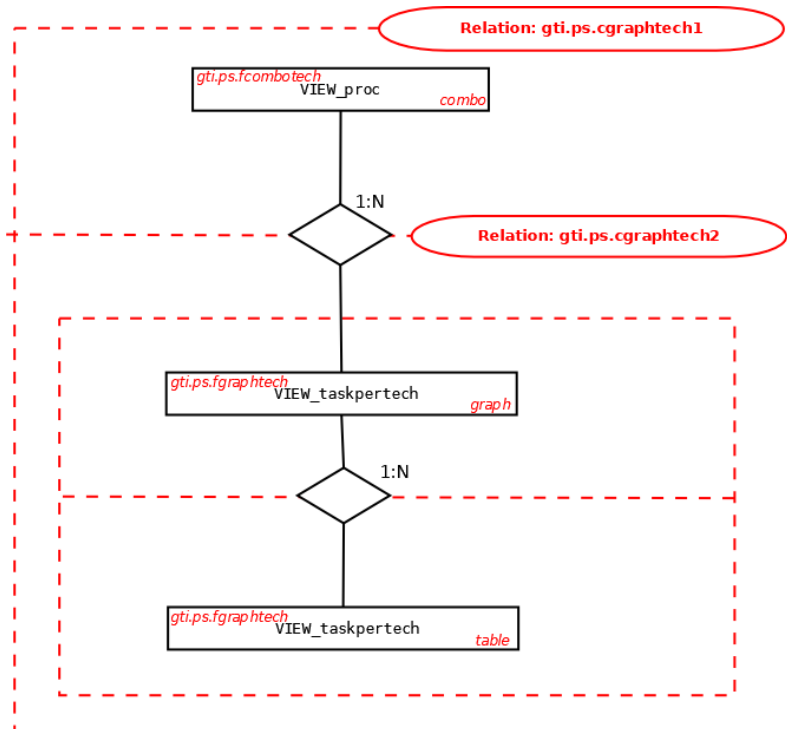 Relation: gti.ps.cgraphtech1
gti.ps.fcombotech
VIEW_proc
combo
1:N
Relation: gti.ps.cgraphtech2
gti.ps.fgraphtech
VIEW_taskpertech
graph
1:N
gti.ps.fgraphtech
VIEW_taskpertech
table